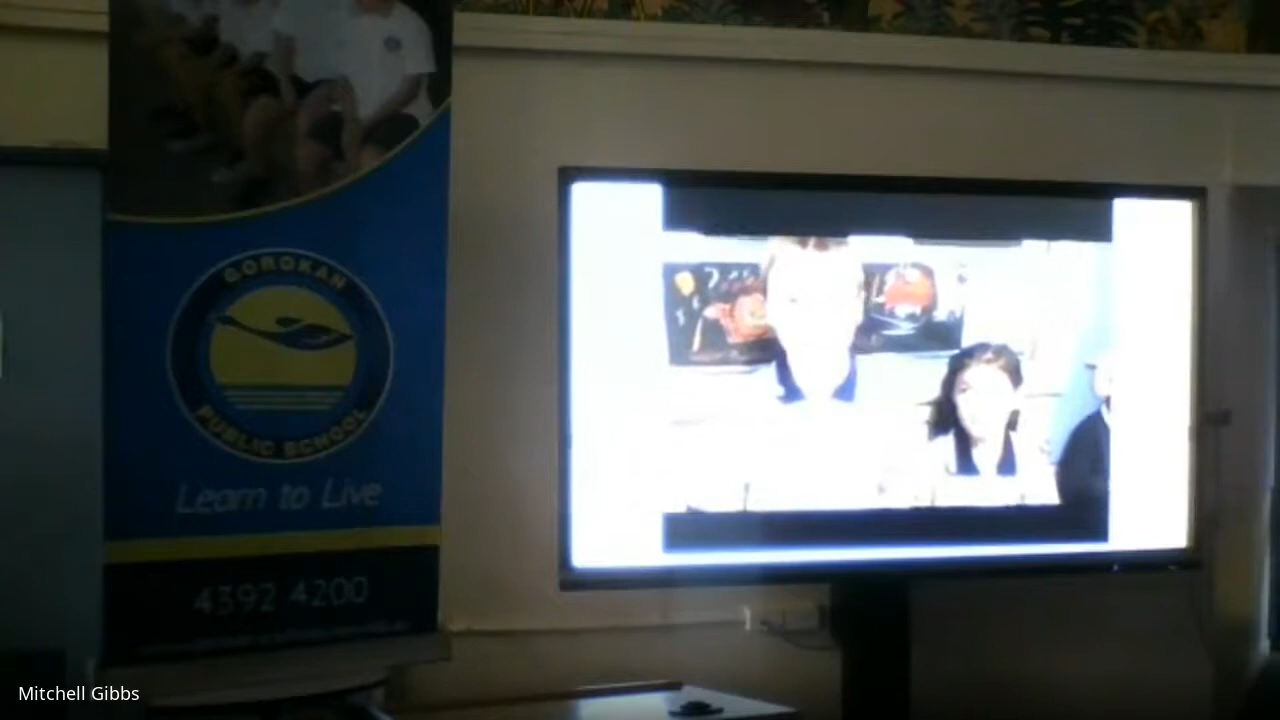 GOROKAN
PUBLIC SCHOOL
Learn to Live
4392 4200
Mitchell Gibbs